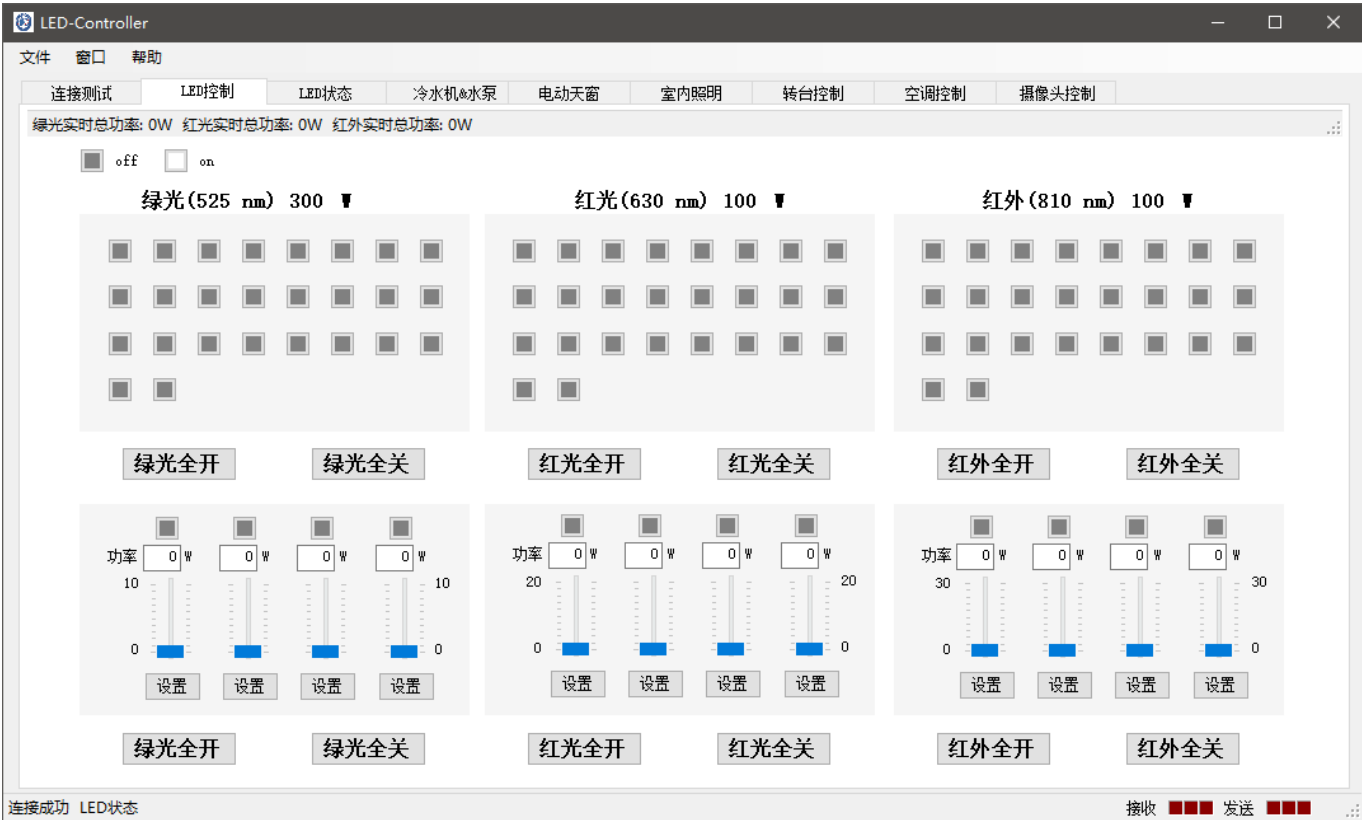 LED-Controller
文件 窗口 帮助
连接测试 LED控制 LED状态 冷水机&水泵 电动天窗 室内照明 转台控制 空调控制 摄像头控制
绿光实时总功率: 0W 红光实时总功率: 0W 红外实时总功率: 0W
off on
绿光(525 nm) 300 W 红光(630 nm) 100 W 红外(810 nm) 100 W
绿光全开 绿光全关 红光全开 红光全关 红外全开 红外全关
功率 0 W 0 W 0 W 0 W 功率 0 W 0 W 0 W 0 W 功率 0 W 0 W 0 W 0 W
10 10 20 20 30 30
0 0 0 0 0 0
设置 设置 设置 设置 设置 设置 设置 设置 设置 设置 设置 设置
绿光全开 绿光全关 红光全开 红光全关 红外全开 红外全关
连接成功 LED状态 接收 发送